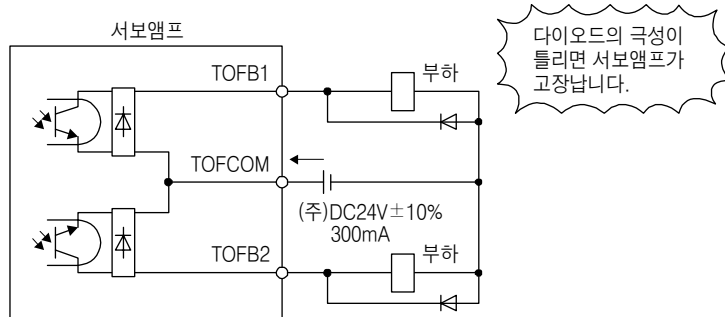 서보앰프
다이오드의 극성이
틀리면 서보앰프가
고장납니다.
TOFB1
부하
TOFCOM
(주)DC24V±10%
300mA
TOFB2
부하